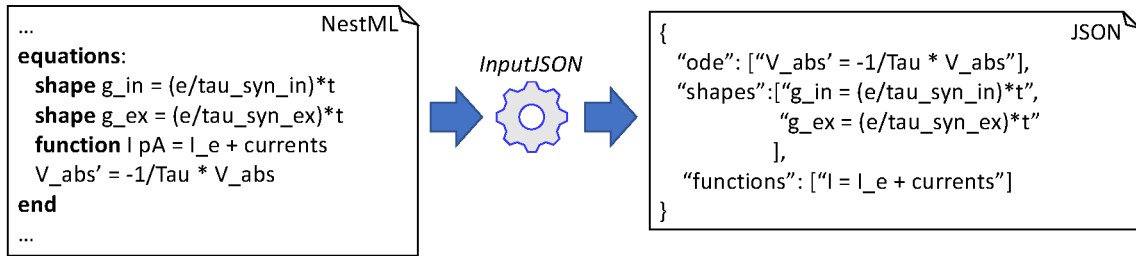 NestML
...
equations:
shape g_in = (e/tau_syn_in)*t
shape g_ex = (e/tau_syn_ex)*t
function I pA = I_e + currents
V_abs’ = -1/Tau * V_abs
end
...
InputJSON
JSON
{
“ode”: [“V_abs’ = -1/Tau * V_abs”],
“shapes”:[“g_in = (e/tau_syn_in)*t”,
“g_ex = (e/tau_syn_ex)*t”
],
“functions”: [“I = I_e + currents”]
}